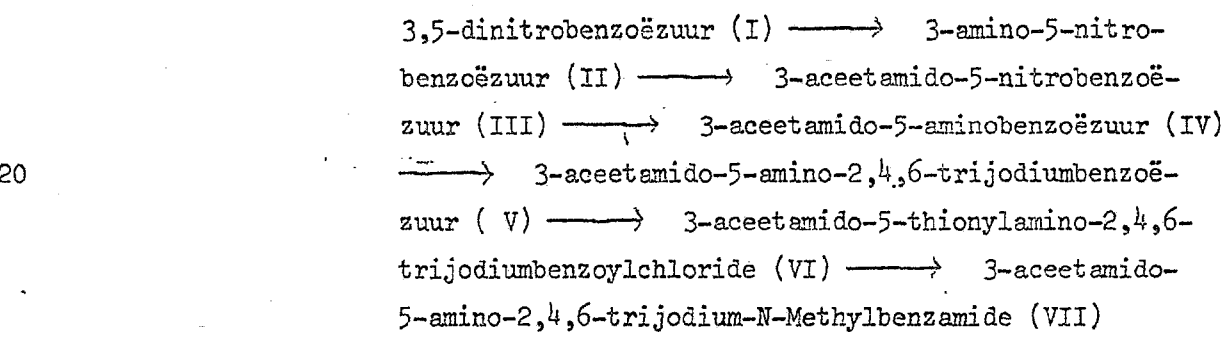 3,5-dinitrobenzoëzuur (I) ⟶ 3-amino-5-nitro-
benzoëzuur (II) ⟶ 3-aceetamido-5-nitrobenzoë-
zuur (III) ⟶ 3-aceetamido-5-aminobenzoëzuur (IV)
20 ⟶ 3-aceetamido-5-amino-2,4,6-trijodiumbenzoë-
zuur ( V) ⟶ 3-aceetamido-5-thionylamino-2,4,6-
trijodiumbenzoylchloride (VI) ⟶ 3-aceetamido-
5-amino-2,4,6-trijodium-N-Methylbenzamide (VII)